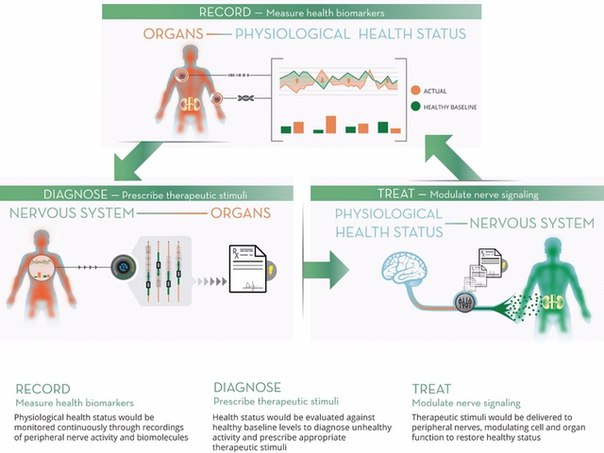 RECORD — Measure health biomarkers
ORGANS — PHYSIOLOGICAL HEALTH STATUS
ACTUAL
HEALTHY BASELINE
DIAGNOSE — Prescribe therapeutic stimuli
NERVOUS SYSTEM — ORGANS
TREAT — Modulate nerve signaling
PHYSIOLOGICAL
HEALTH STATUS — NERVOUS SYSTEM
RECORD
Measure health biomarkers
Physiological health status would be
monitored continuously through recordings
of peripheral nerve activity and biomolecules
DIAGNOSE
Prescribe therapeutic stimuli
Health status would be evaluated against
healthy baseline levels to diagnose unhealthy
activity and prescribe appropriate
therapeutic stimuli
TREAT
Modulate nerve signaling
Therapeutic stimuli would be delivered to
peripheral nerves, modulating cell and organ
function to restore healthy status